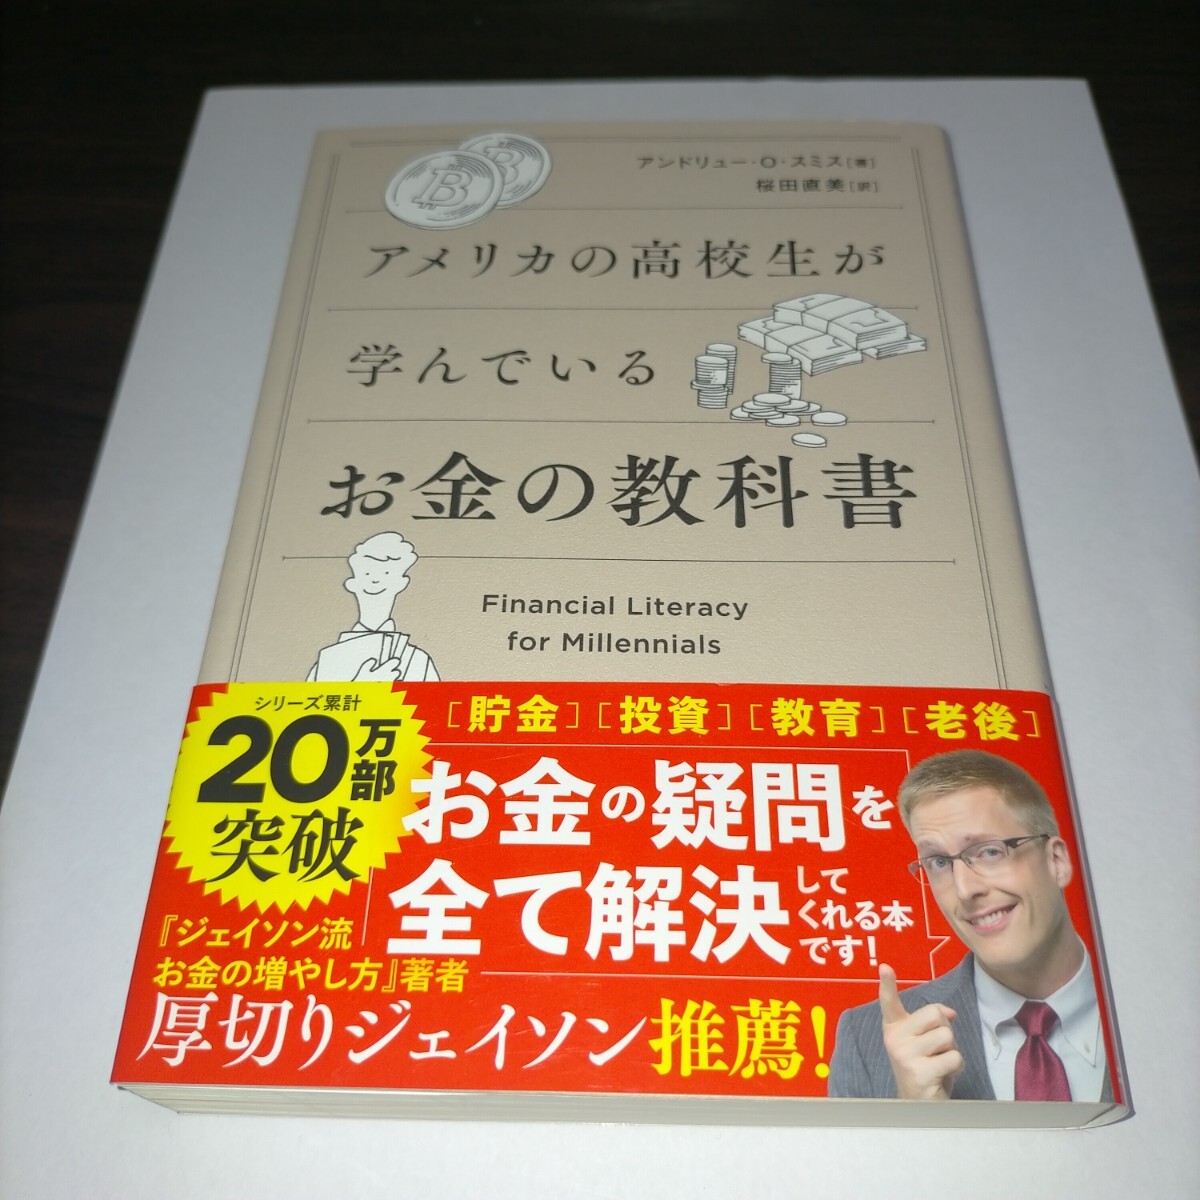 アンドリュー・O・スミス[著]
桜田直美[訳]
アメリカの高校生が
学んでいる
お金の教科書
Financial Literacy
for Millennials
シリーズ累計
20万部
突破
[貯金][投資][教育][老後]
お金の疑問を
全て解決して
くれる本
です!
『ジェイソン流
お金の増やし方』著者
厚切りジェイソン推薦!
B
B